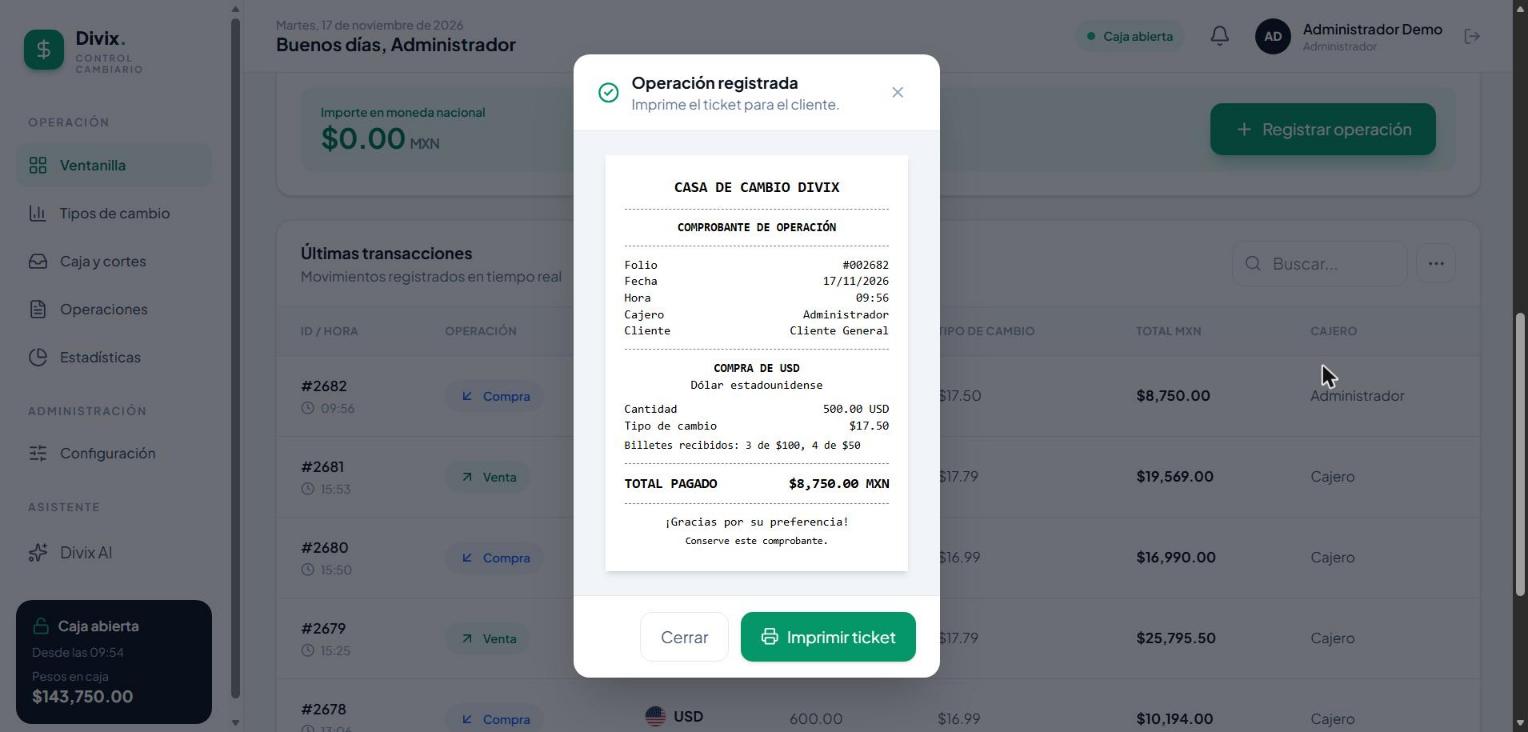 Divix.
CONTROL
CAMBIARIO
OPERACIÓN
Ventanilla
Tipos de cambio
Caja y cortes
Operaciones
Estadísticas
ADMINISTRACIÓN
Configuración
ASISTENTE
Divix AI
Caja abierta
Desde las 09:54
Pesos en caja
$143,750.00
Martes, 17 de noviembre de 2026
Buenos días, Administrador
Caja abierta
AD
Administrador Demo
Administrador
Importe en moneda nacional
$0.00 MXN
+ Registrar operación
Últimas transacciones
Movimientos registrados en tiempo real
Buscar...
ID / HORA OPERACIÓN TIPO DE CAMBIO TOTAL MXN CAJERO
#2682
09:56
Compra $17.50 $8,750.00 Administrador
#2681
15:53
Venta $17.79 $19,569.00 Cajero
#2680
15:50
Compra $16.99 $16,990.00 Cajero
#2679
15:25
Venta $17.79 $25,795.50 Cajero
#2678
Compra USD 600.00 $16.99 $10,194.00 Cajero
Operación registrada
Imprime el ticket para el cliente.
CASA DE CAMBIO DIVIX
COMPROBANTE DE OPERACIÓN
Folio #002682
Fecha 17/11/2026
Hora 09:56
Cajero Administrador
Cliente Cliente General
COMPRA DE USD
Dólar estadounidense
Cantidad 500.00 USD
Tipo de cambio $17.50
Billetes recibidos: 3 de $100, 4 de $50
TOTAL PAGADO $8,750.00 MXN
¡Gracias por su preferencia!
Conserve este comprobante.
Cerrar
Imprimir ticket